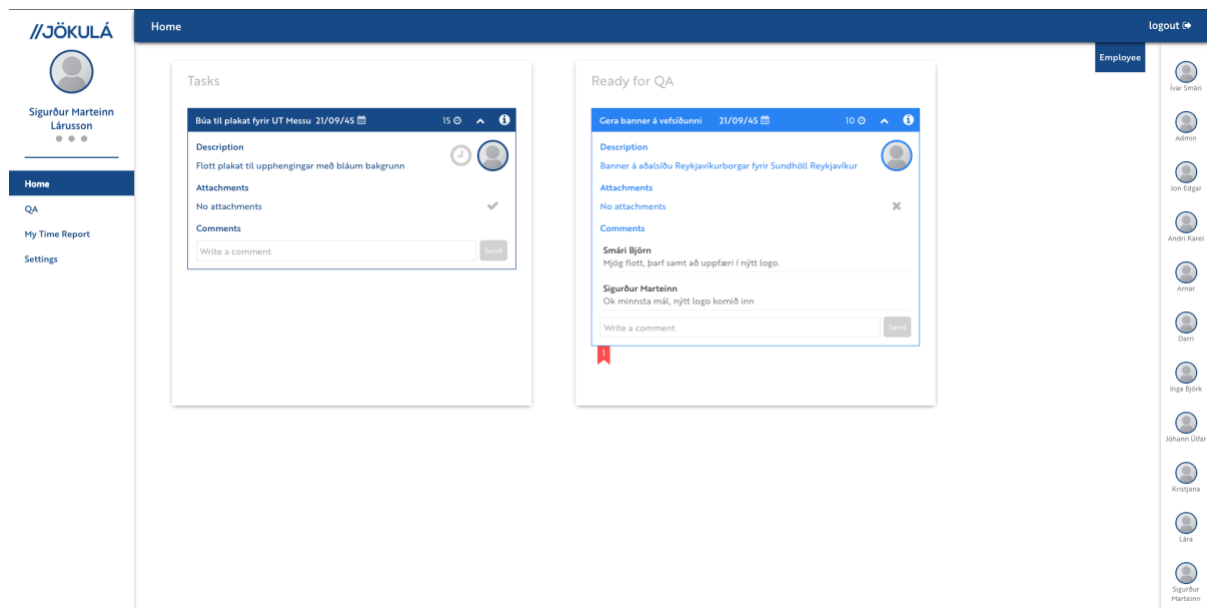 //JÖKULÁ
Sigurður Marteinn
Lárusson
Home
QA
My Time Report
Settings
Home
logout
Employee
Tasks
Búa til plakat fyrir UT Messu 21/09/45 15
Description
Flott plakat til upphengingar með bláum bakgrunn
Attachments
No attachments
Comments
Write a comment
Send
Ready for QA
Gera banner á vefsíðunni 21/09/45 10
Description
Banner á aðalsíðu Reykjavíkurborgar fyrir Sundhöll Reykjavíkur
Attachments
No attachments
Comments
Smári Björn
Mjög flott, þarf samt að uppfæri í nýtt logo.
Sigurður Marteinn
Ok minnsta mál, nýtt logo komið inn
Write a comment
Send
1
Ívar Smári
Admin
Jon Edgar
Andri Karel
Arnar
Darri
Inga Björk
Jóhann Úlfar
Kristjana
Lára
Sigurður
Marteinn